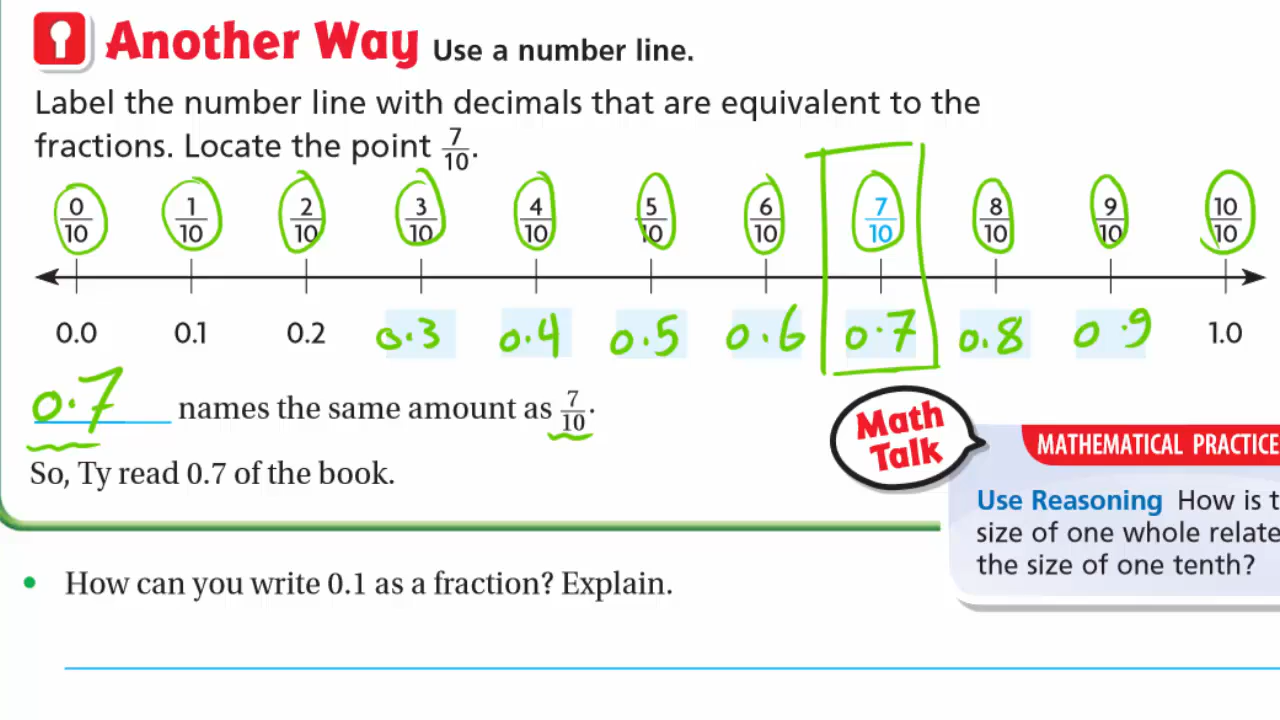 Another Way Use a number line.
Label the number line with decimals that are equivalent to the
fractions. Locate the point 7/10.
0/10 1/10 2/10 3/10 4/10 5/10 6/10 7/10 8/10 9/10 10/10
0.0 0.1 0.2 0.3 0.4 0.5 0.6 0.7 0.8 0.9 1.0
0.7 names the same amount as 7/10.
So, Ty read 0.7 of the book.
Math
Talk
MATHEMATICAL PRACTICE
Use Reasoning How is t
size of one whole relate
the size of one tenth?
• How can you write 0.1 as a fraction? Explain.